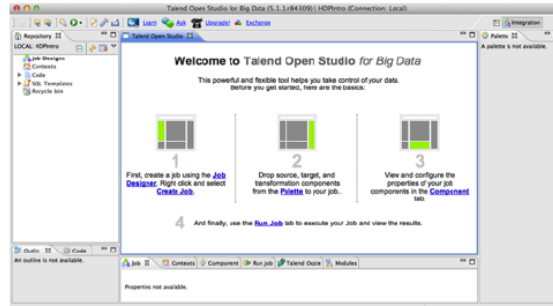 Talend Open Studio for Big Data (5.1.1r84309) | HDPIntro (Connection: Local)
Learn Ask Upgrade! Exchange
Integration
Repository
LOCAL: HDPIntro
Job Designs
Contexts
Code
SQL Templates
Recycle bin
Talend Open Studio
Welcome to Talend Open Studio for Big Data
This powerful and flexible tool helps you take control of your data.
Before you get started, here are the basics:
1
First, create a job using the Job
Designer. Right click and select
Create Job.
2
Drop source, target, and
transformation components
from the Palette to your job.
3
View and configure the
properties of your job
components in the Component
tab.
4 And finally, use the Run Job tab to execute your Job and view the results.
Palette
A palette is not available.
Outlin Code
An outline is not available.
Job Contexts Component Run Job Talend Oozie Modules
Properties not available.